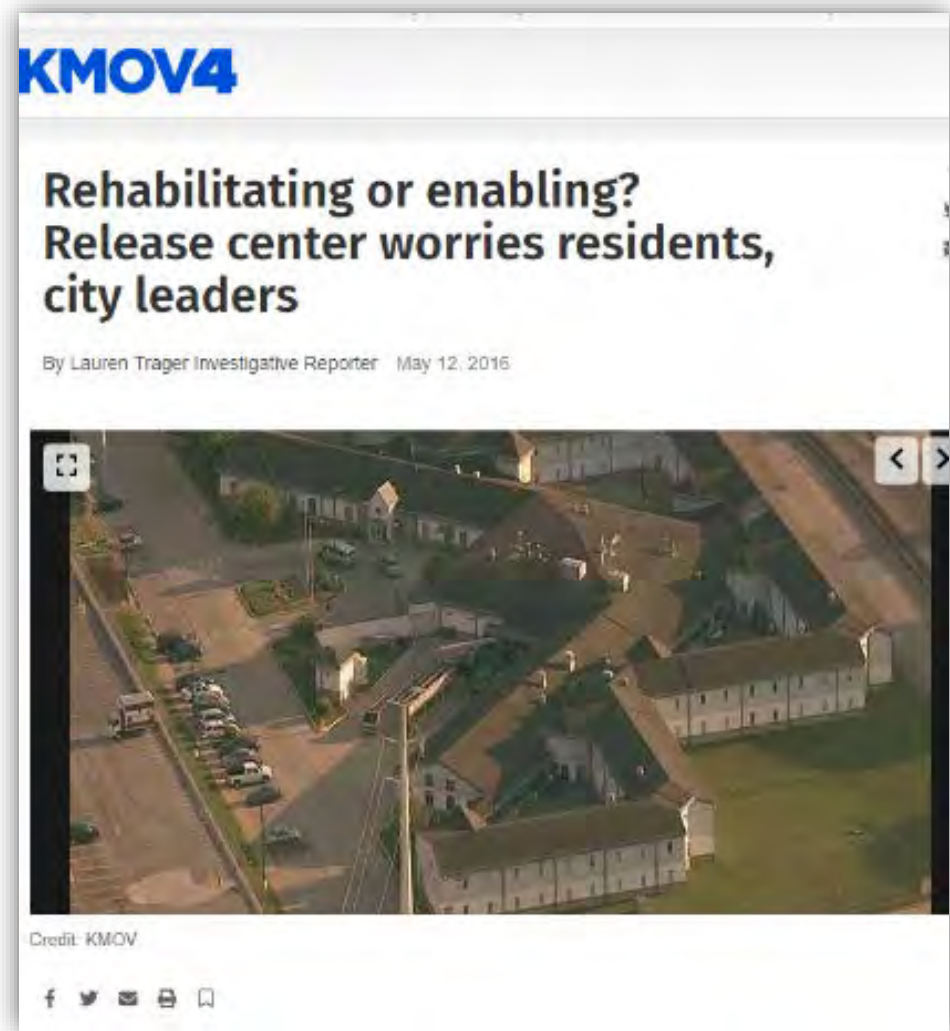 KMOV4
Rehabilitating or enabling?
Release center worries residents,
city leaders
By Lauren Trager Investigative Reporter May 12, 2016
Credit: KMOV